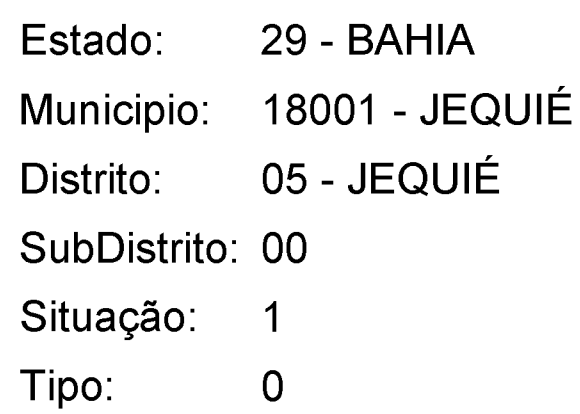 Estado: 29 - BAHIA
Municipio: 18001 - JEQUIÉ
Distrito: 05 - JEQUIÉ
SubDistrito: 00
Situação: 1
Tipo: 0